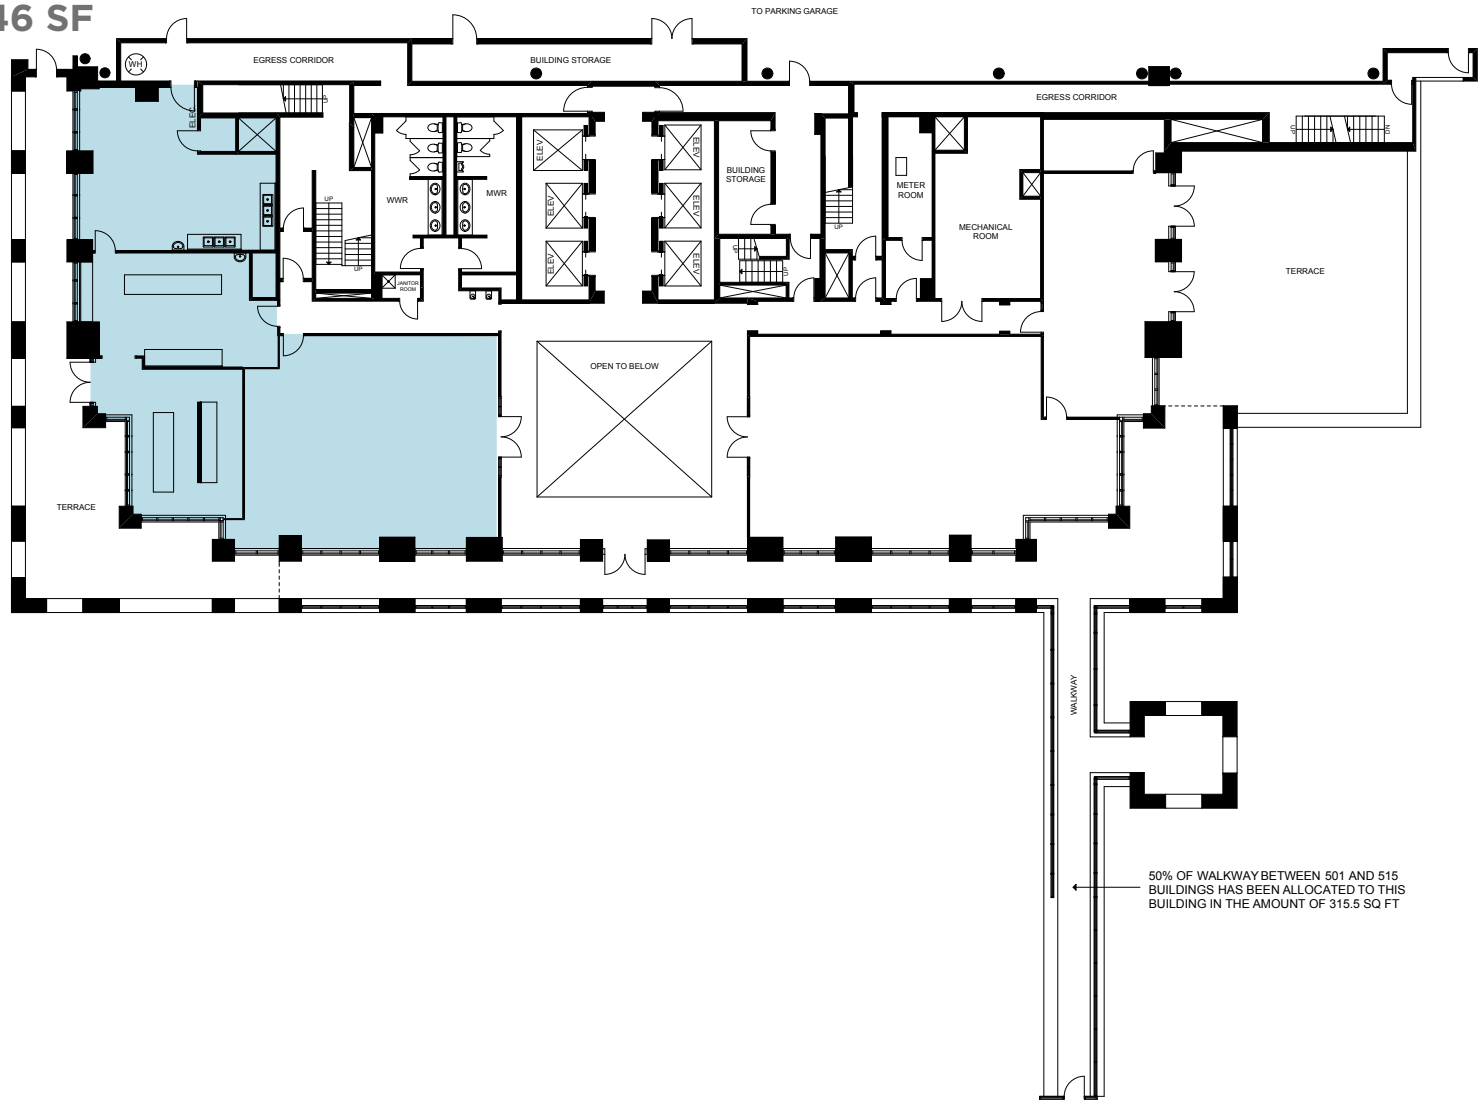 46 SF
TO PARKING GARAGE
WH
EGRESS CORRIDOR
BUILDING STORAGE
EGRESS CORRIDOR
ELEC
UP
UP
DN
ELEV
ELEV
BUILDING
STORAGE
METER
ROOM
WWR
MWR
UP
ELEV
ELEV
UP
MECHANICAL
ROOM
UP
UP
ELEV
ELEV
UP
TERRACE
JANITOR
ROOM
OPEN TO BELOW
TERRACE
WALKWAY
50% OF WALKWAY BETWEEN 501 AND 515
BUILDINGS HAS BEEN ALLOCATED TO THIS
BUILDING IN THE AMOUNT OF 315.5 SQ FT